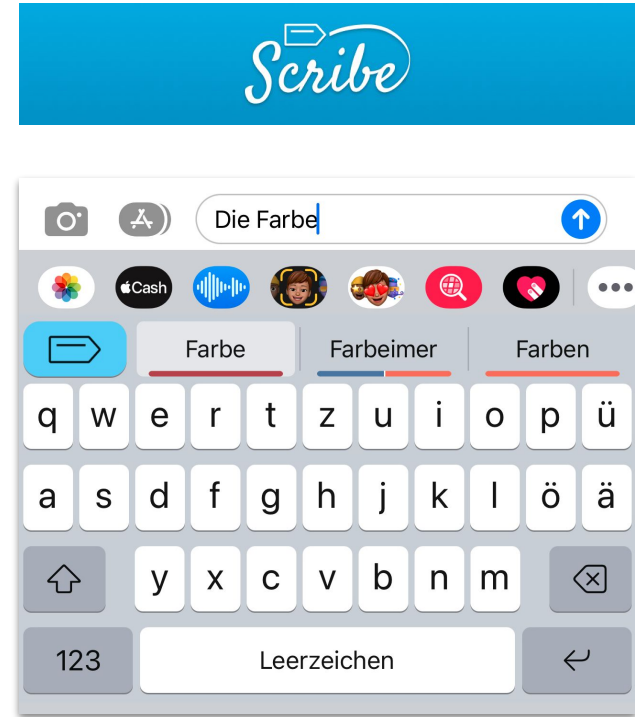 Scribe
Die Farbe
Cash
Farbe Farbeimer Farben
q w e r t z u i o p ü
a s d f g h j k l ö ä
y x c v b n m
123 Leerzeichen